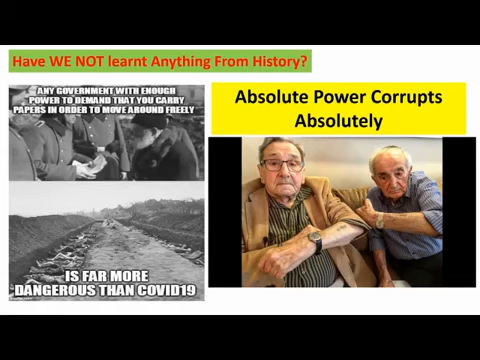 Have WE NOT learnt Anything From History?
ANY GOVERNMENT WITH ENOUGH
POWER TO DEMAND THAT YOU CARRY
PAPERS IN ORDER TO MOVE AROUND FREELY
IS FAR MORE
DANGEROUS THAN COVID19
Absolute Power Corrupts
Absolutely